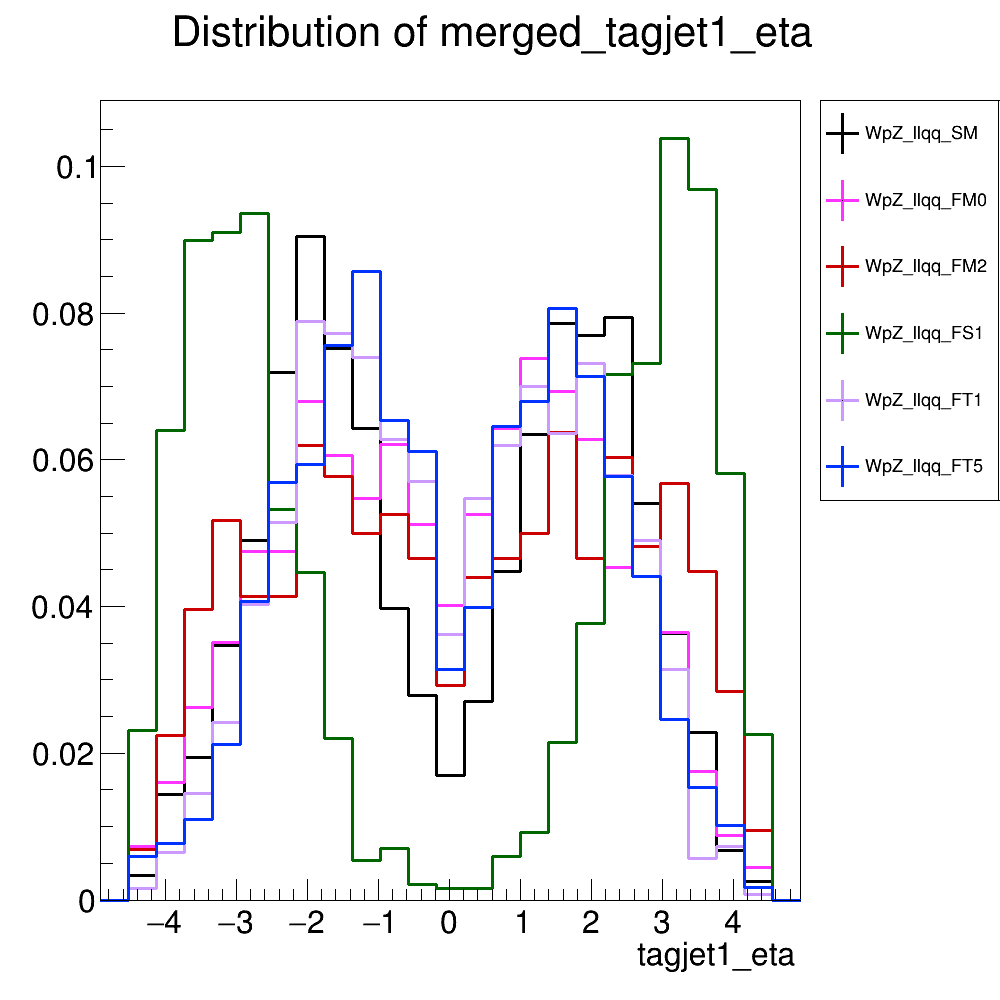 Distribution of merged_tagjet1_eta
WpZ_llqq_SM
WpZ_llqq_FM0
WpZ_llqq_FM2
WpZ_llqq_FS1
WpZ_llqq_FT1
WpZ_llqq_FT5
0.1
0.08
0.06
0.04
0.02
0
−4 −3 −2 −1 0 1 2 3 4
tagjet1_eta